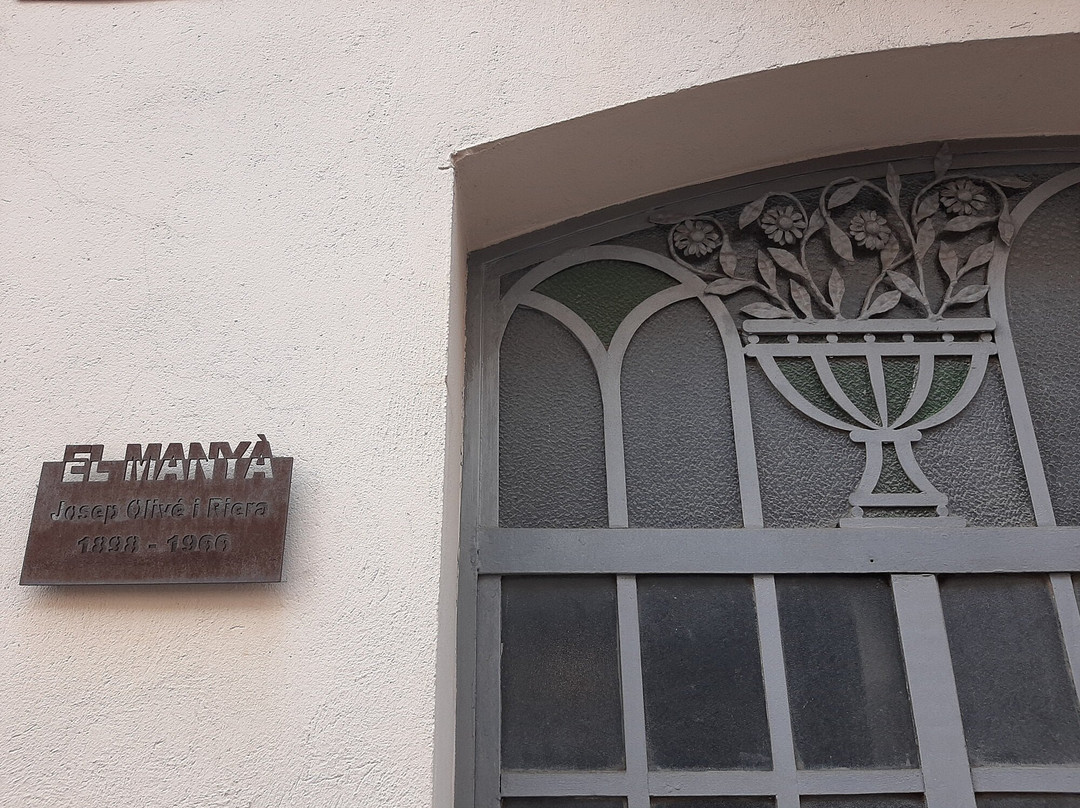 EL MANYÀ
Josep Olivé i Riera
1898 - 1966